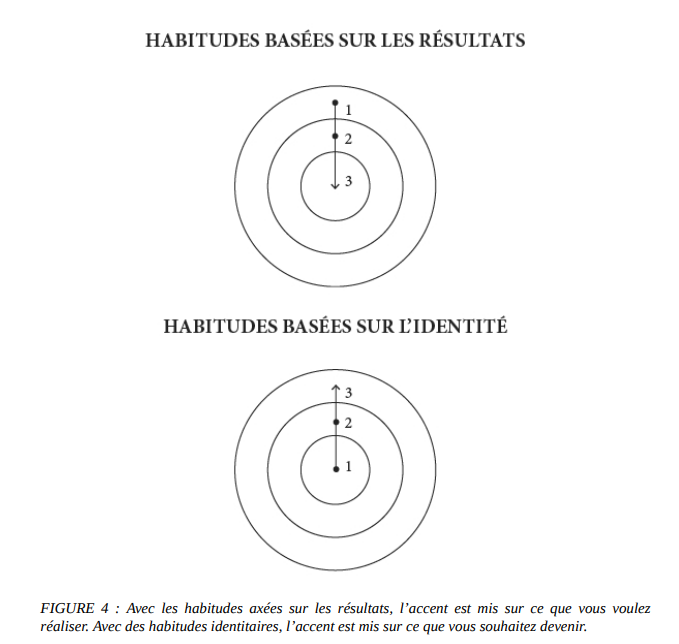 HABITUDES BASÉES SUR LES RÉSULTATS
1
2
3
HABITUDES BASÉES SUR L’IDENTITÉ
3
2
1
FIGURE 4 : Avec les habitudes axées sur les résultats, l’accent est mis sur ce que vous voulez
réaliser. Avec des habitudes identitaires, l’accent est mis sur ce que vous souhaitez devenir.